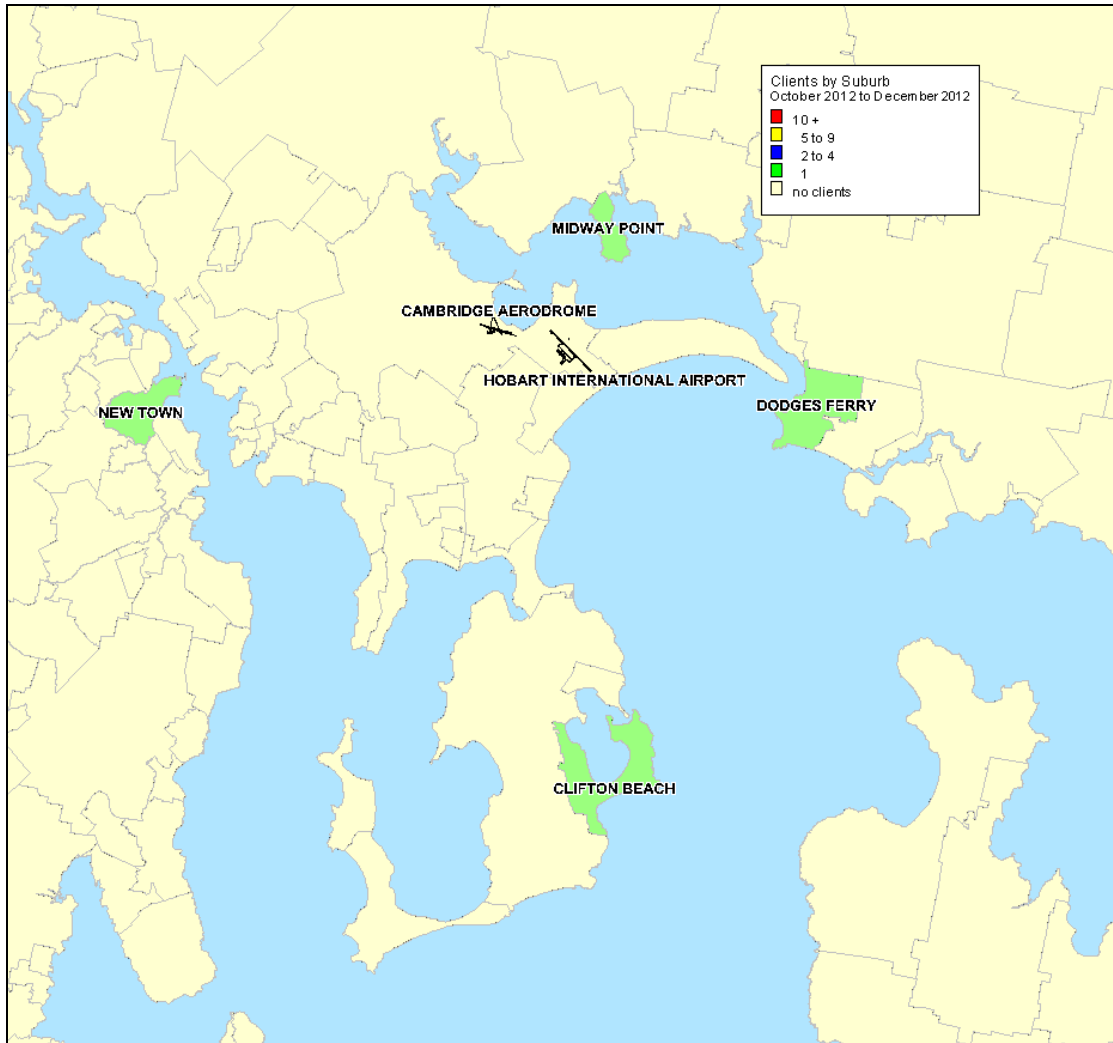 Clients by Suburb
October 2012 to December 2012
10 +
5 to 9
2 to 4
1
no clients
MIDWAY POINT
CAMBRIDGE AERODROME
HOBART INTERNATIONAL AIRPORT
NEW TOWN
DODGES FERRY
CLIFTON BEACH